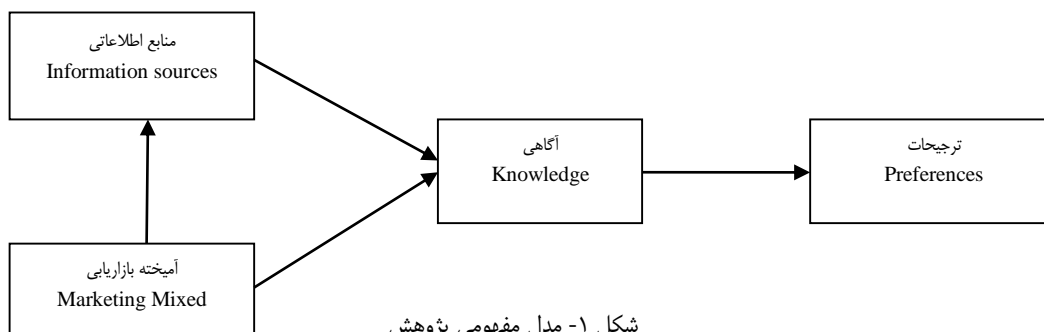 منابع اطلاعاتی
Information sources
آگاهی
Knowledge
ترجیحات
Preferences
آمیخته بازاریابی
Marketing Mixed
شکل ۱- مدل مفهومی پژوهش